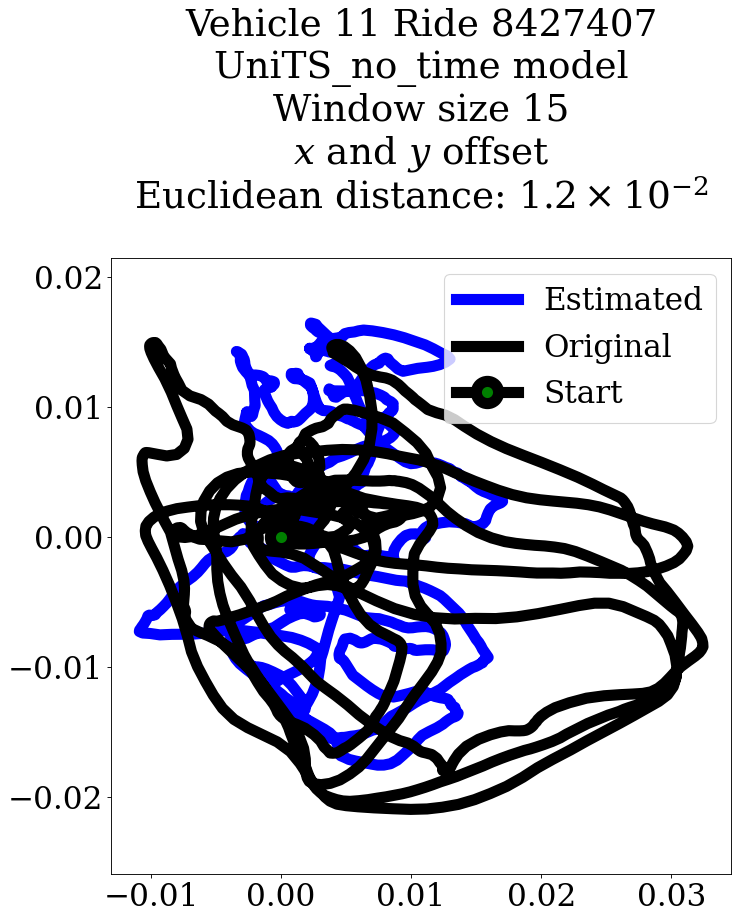 Vehicle 11 Ride 8427407
UniTS_no_time model
Window size 15
x and y offset
Euclidean distance: 1.2 × 10⁻²
0.02
0.01
0.00
−0.01
−0.02
Estimated
Original
Start
−0.01 0.00 0.01 0.02 0.03